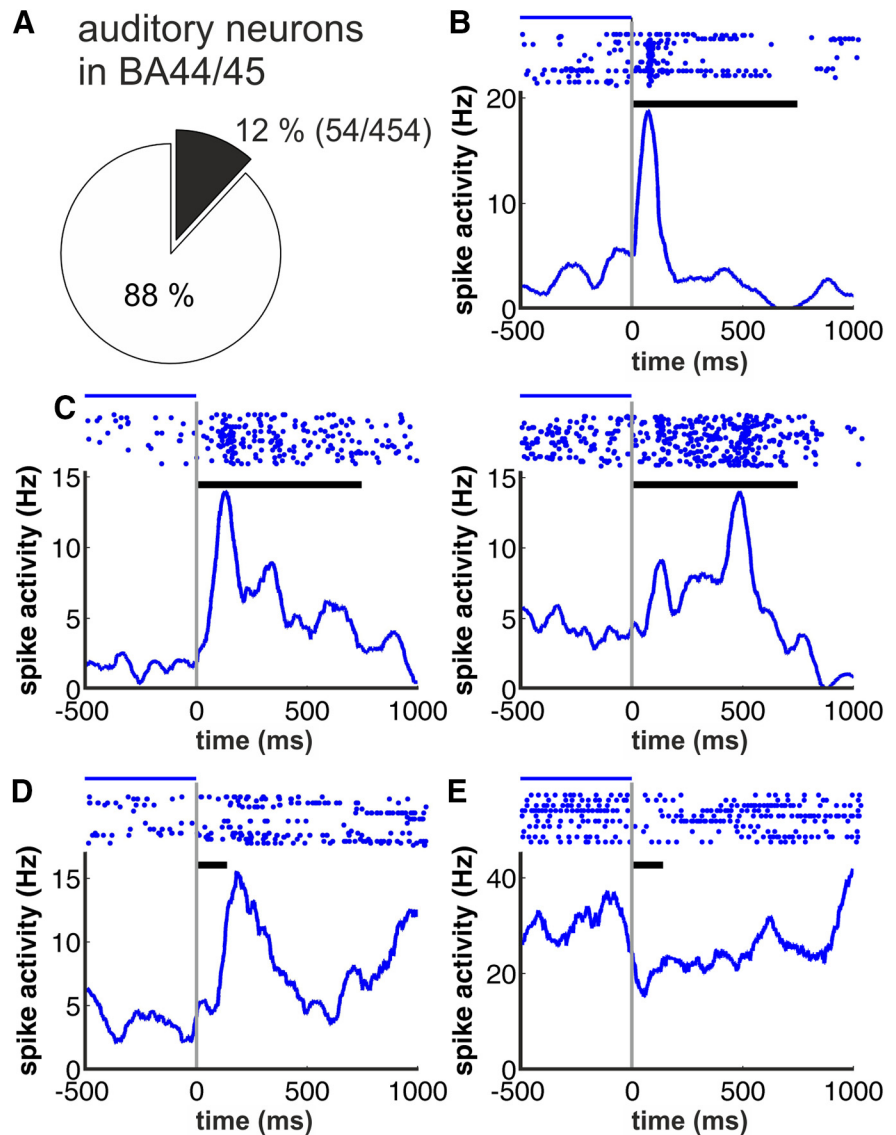 A
auditory neurons
in BA44/45
12 % (54/454)
88 %
B
spike activity (Hz)
20
10
0
-500 0 500 1000
time (ms)
C
spike activity (Hz)
15
10
5
0
-500 0 500 1000
time (ms)
spike activity (Hz)
15
10
5
0
-500 0 500 1000
time (ms)
D
spike activity (Hz)
15
10
5
0
-500 0 500 1000
time (ms)
E
spike activity (Hz)
40
20
0
-500 0 500 1000
time (ms)